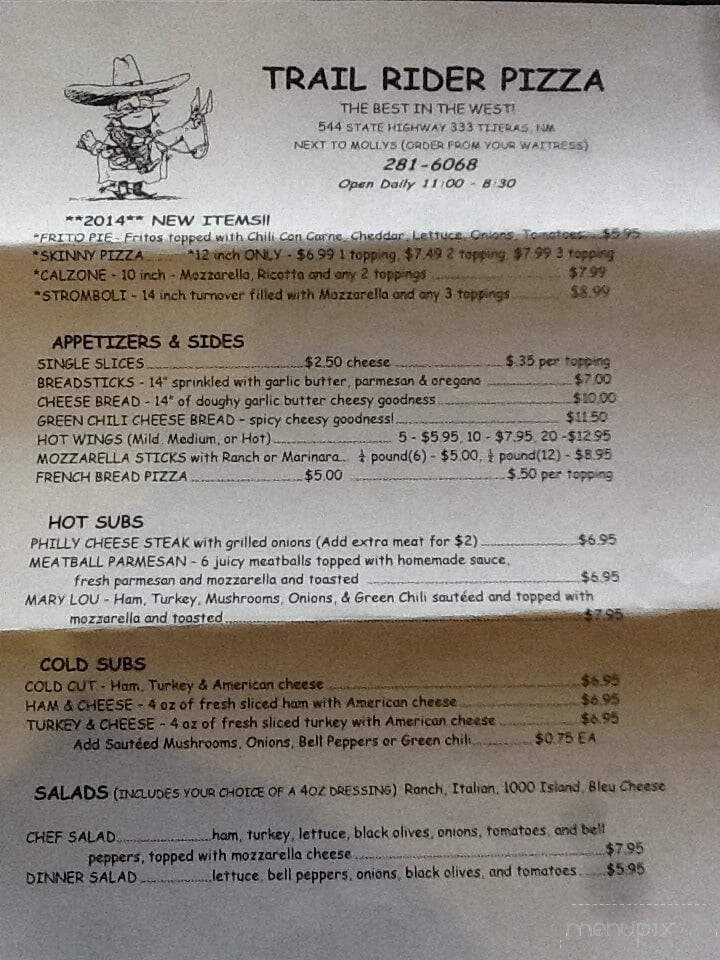 TRAIL RIDER PIZZA
THE BEST IN THE WEST!
544 STATE HIGHWAY 333 TIJERAS, NM
NEXT TO MOLLYS (ORDER FROM YOUR WAITRESS)
281-6068
Open Daily 11:00 - 8:30
**2014** NEW ITEMS!!
*FRITO PIE- Fritos topped with Chili Con Carne, Cheddar, Lettuce, Onions, Tomatoes... $5.95
*SKINNY PIZZA........... *12 inch ONLY - $6.99 1 topping, $7.49 2 topping, $7.99 3 topping
*CALZONE - 10 inch - Mozzarella, Ricotta and any 2 toppings ........................ $7.99
*STROMBOLI - 14 inch turnover filled with Mozzarella and any 3 toppings .......... $8.99
APPETIZERS & SIDES
SINGLE SLICES.............................$2.50 cheese .................... $.35 per topping
BREADSTICKS - 14" sprinkled with garlic butter, parmesan & oregano ................ $7.00
CHEESE BREAD - 14" of doughy garlic butter cheesy goodness........................ $10.00
GREEN CHILI CHEESE BREAD – spicy cheesy goodness!.............................. $11.50
HOT WINGS (Mild, Medium, or Hot)...................... 5 - $5.95, 10 - $7.95, 20 -$12.95
MOZZARELLA STICKS with Ranch or Marinara... ¼ pound(6) - $5.00, ½ pound(12) - $8.95
FRENCH BREAD PIZZA ......................$5.00 ........................$.50 per topping
HOT SUBS
PHILLY CHEESE STEAK with grilled onions (Add extra meat for $2) ..................$6.95
MEATBALL PARMESAN - 6 juicy meatballs topped with homemade sauce,
fresh parmesan and mozzarella and toasted ....................................$6.95
MARY LOU - Ham, Turkey, Mushrooms, Onions, & Green Chili sautéed and topped with
mozzarella and toasted...........................................................$7.95
COLD SUBS
COLD CUT - Ham, Turkey & American cheese ........................................$6.95
HAM & CHEESE - 4 oz of fresh sliced ham with American cheese......................$6.95
TURKEY & CHEESE - 4 oz of fresh sliced turkey with American cheese ...............$6.95
Add Sautéed Mushrooms, Onions, Bell Peppers or Green chili............$0.75 EA
SALADS (INCLUDES YOUR CHOICE OF A 4OZ DRESSING) Ranch, Italian, 1000 Island, Bleu Cheese
CHEF SALAD...................ham, turkey, lettuce, black olives, onions, tomatoes, and bell
peppers, topped with mozzarella cheese ........................................$7.95
DINNER SALAD ...............lettuce, bell peppers, onions, black olives, and tomatoes......$5.95
menupix